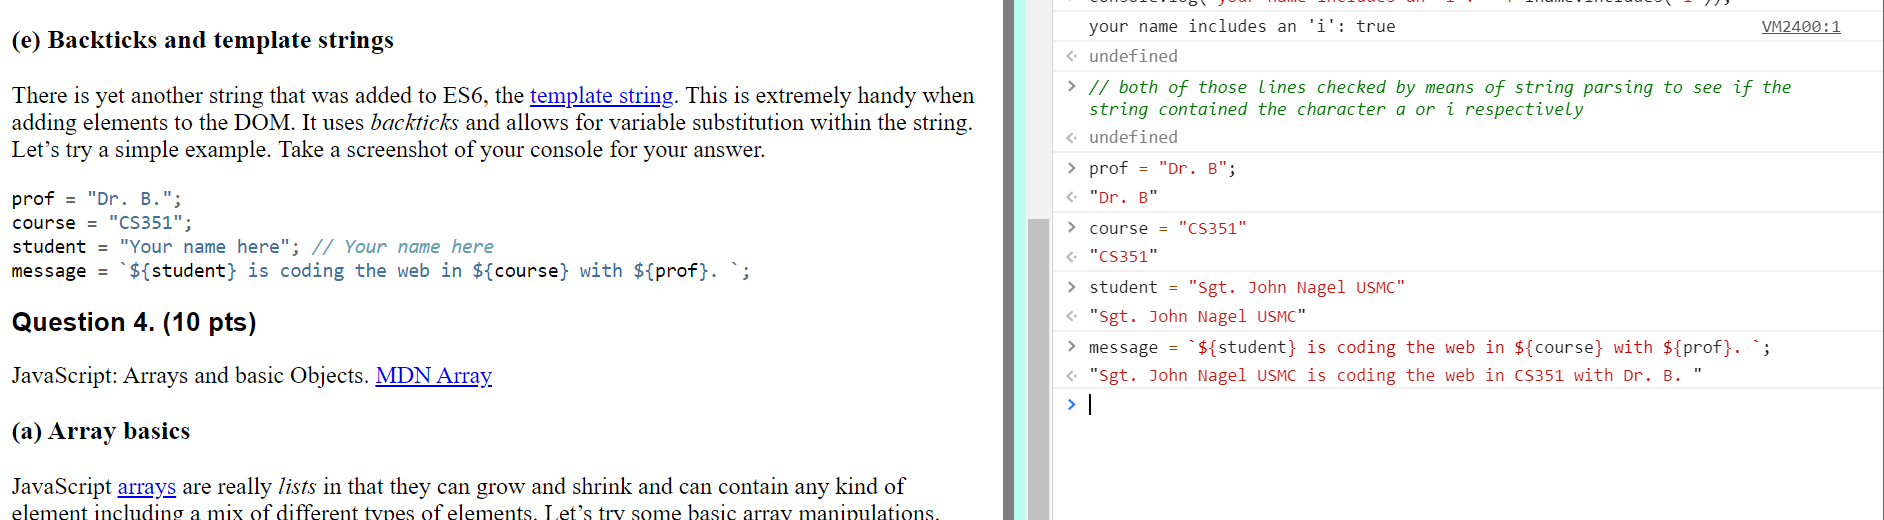 (e) Backticks and template strings
There is yet another string that was added to ES6, the template string. This is extremely handy when
adding elements to the DOM. It uses backticks and allows for variable substitution within the string.
Let’s try a simple example. Take a screenshot of your console for your answer.
prof = "Dr. B.";
course = "CS351";
student = "Your name here"; // Your name here
message = `${student} is coding the web in ${course} with ${prof}. `;
Question 4. (10 pts)
JavaScript: Arrays and basic Objects. MDN Array
(a) Array basics
JavaScript arrays are really lists in that they can grow and shrink and can contain any kind of
element including a mix of different types of elements. Let’s try some basic array manipulations.
your name includes an 'i': true VM2400:1
undefined
> // both of those lines checked by means of string parsing to see if the
string contained the character a or i respectively
undefined
> prof = "Dr. B";
"Dr. B"
> course = "CS351"
"CS351"
> student = "Sgt. John Nagel USMC"
"Sgt. John Nagel USMC"
> message = `${student} is coding the web in ${course} with ${prof}. `;
"Sgt. John Nagel USMC is coding the web in CS351 with Dr. B. "
>